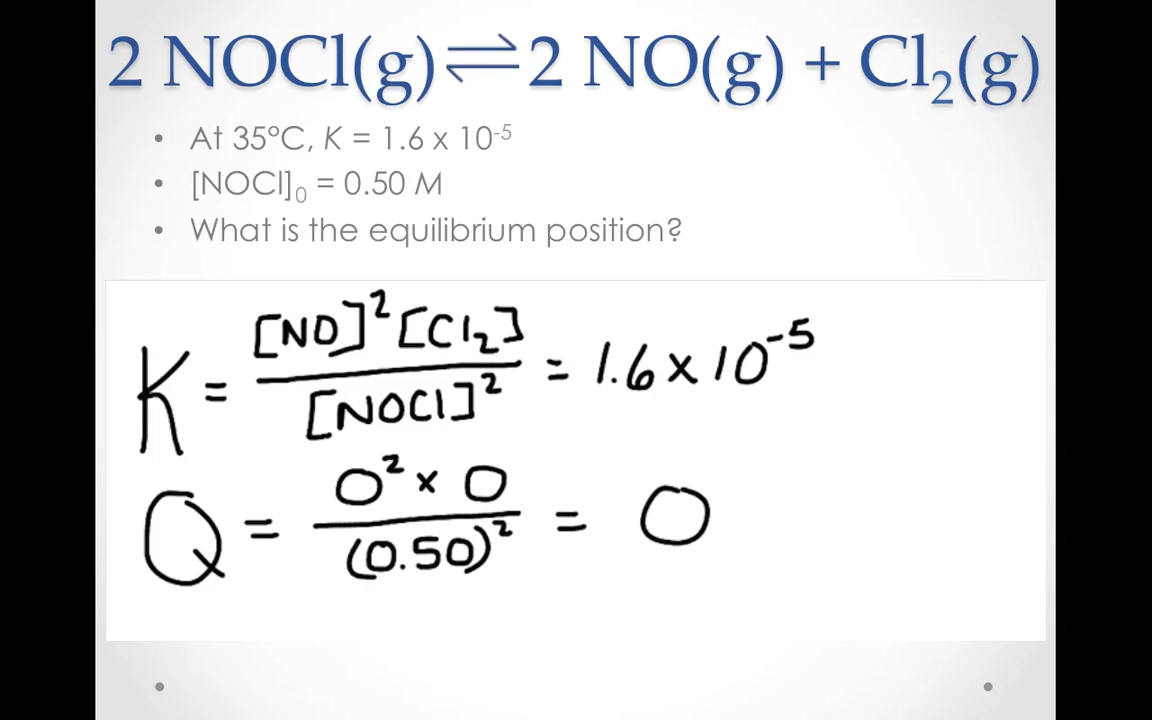 2 NOCl(g)⇌2 NO(g) + Cl₂(g)
• At 35°C, K = 1.6 x 10⁻⁵
• [NOCl]₀ = 0.50 M
• What is the equilibrium position?
K = [NO]²[Cl₂] / [NOCl]² = 1.6 x 10⁻⁵
Q = 0² x 0 / (0.50)² = 0